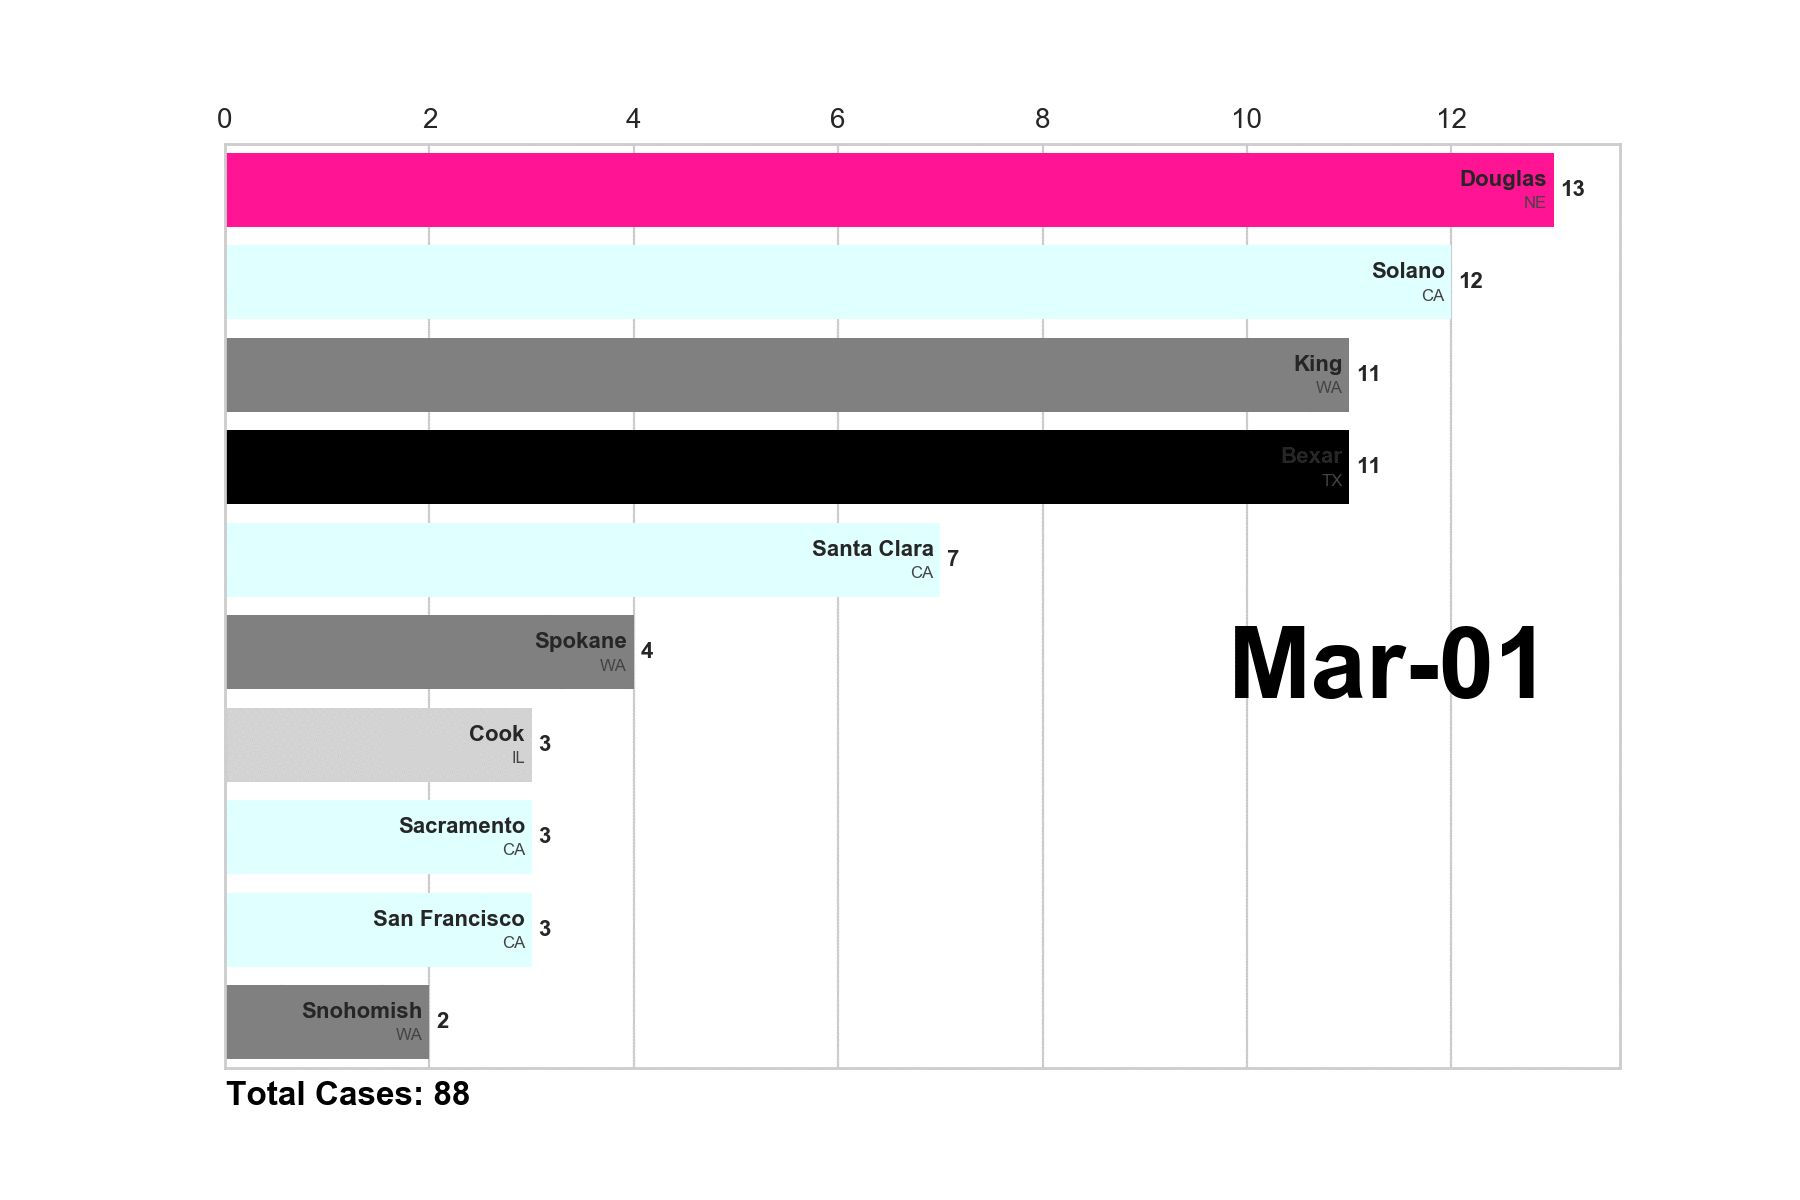 0 2 4 6 8 10 12
Douglas
NE
13
Solano
CA
12
King
WA
11
Bexar
TX
11
Santa Clara
CA
7
Spokane
WA
4
Mar-01
Cook
IL
3
Sacramento
CA
3
San Francisco
CA
3
Snohomish
WA
2
Total Cases: 88